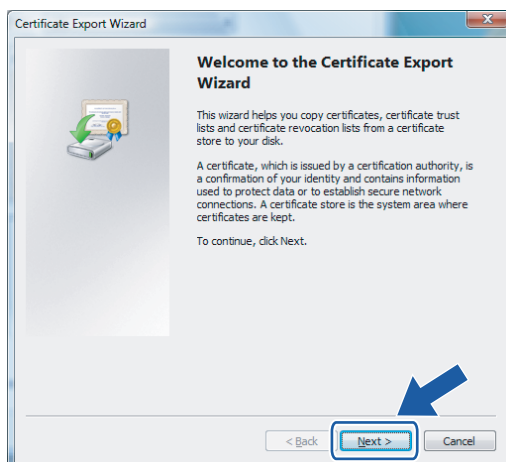 Certificate Export Wizard
Welcome to the Certificate Export
Wizard
This wizard helps you copy certificates, certificate trust
lists and certificate revocation lists from a certificate
store to your disk.
A certificate, which is issued by a certification authority, is
a confirmation of your identity and contains information
used to protect data or to establish secure network
connections. A certificate store is the system area where
certificates are kept.
To continue, click Next.
< Back Next > Cancel